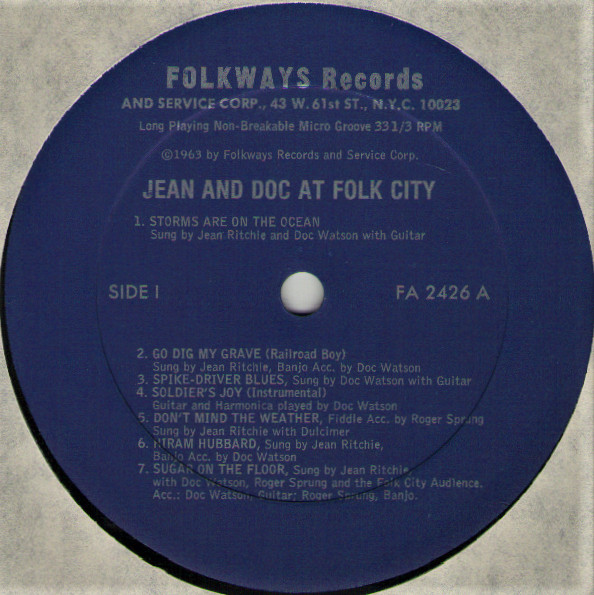 FOLKWAYS Records
AND SERVICE CORP., 43 W. 61st ST., N.Y.C. 10023
Long Playing Non-Breakable Micro Groove 33 1/3 RPM
©1963 by Folkways Records and Service Corp.
JEAN AND DOC AT FOLK CITY
1. STORMS ARE ON THE OCEAN
Sung by Jean Ritchie and Doc Watson with Guitar
SIDE I FA 2426 A
2. GO DIG MY GRAVE (Railroad Boy)
Sung by Jean Ritchie, Banjo Acc. by Doc Watson
3. SPIKE-DRIVER BLUES, Sung by Doc Watson with Guitar
4. SOLDIER'S JOY (Instrumental)
Guitar and Harmonica played by Doc Watson
5. DON'T MIND THE WEATHER, Fiddle Acc. by Roger Sprung
Sung by Jean Ritchie with Dulcimer
6. HIRAM HUBBARD, Sung by Jean Ritchie,
Banjo Acc. by Doc Watson
7. SUGAR ON THE FLOOR, Sung by Jean Ritchie,
with Doc Watson, Roger Sprung and the Folk City Audience.
Acc.: Doc Watson, Guitar; Roger Sprung, Banjo.